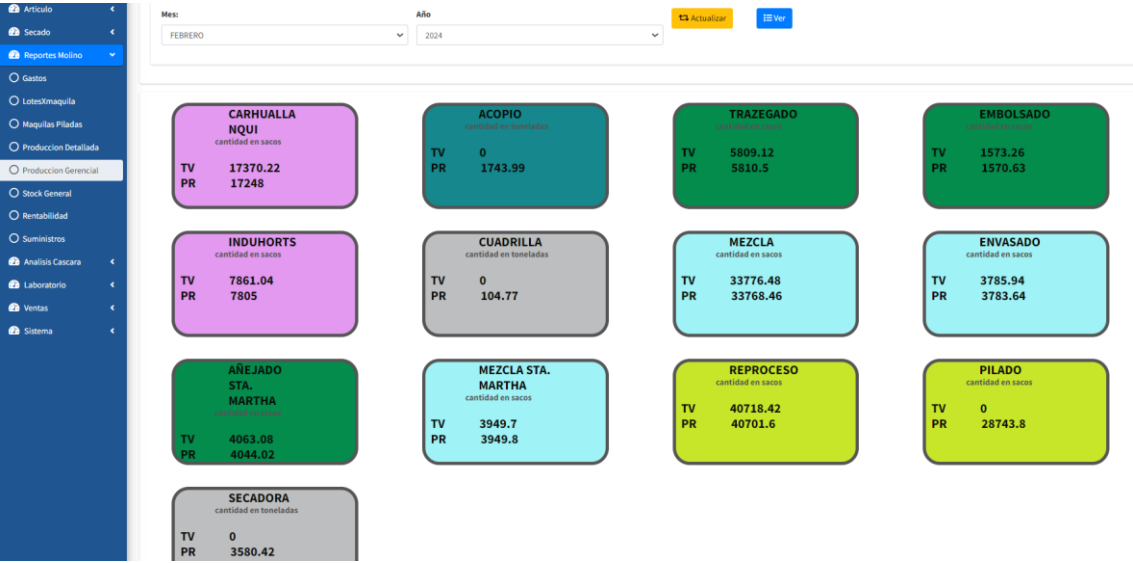 Articulo
Secado
Reportes Molino
Gastos
LotesXmaquila
Maquilas Piladas
Produccion Detallada
Produccion Gerencial
Stock General
Rentabilidad
Suministros
Analisis Cascara
Laboratorio
Ventas
Sistema
Mes:
FEBRERO
Año
2024
Actualizar
Ver
CARHUALLA
NQUI
cantidad en sacos
TV 17370.22
PR 17248
ACOPIO
cantidad en toneladas
TV 0
PR 1743.99
TRAZEGADO
cantidad en sacos
TV 5809.12
PR 5810.5
EMBOLSADO
cantidad en sacos
TV 1573.26
PR 1570.63
INDUHORTS
cantidad en sacos
TV 7861.04
PR 7805
CUADRILLA
cantidad en toneladas
TV 0
PR 104.77
MEZCLA
cantidad en sacos
TV 33776.48
PR 33768.46
ENVASADO
cantidad en sacos
TV 3785.94
PR 3783.64
AÑEJADO
STA.
MARTHA
cantidad en sacos
TV 4063.08
PR 4044.02
MEZCLA STA.
MARTHA
cantidad en sacos
TV 3949.7
PR 3949.8
REPROCESO
cantidad en sacos
TV 40718.42
PR 40701.6
PILADO
cantidad en sacos
TV 0
PR 28743.8
SECADORA
cantidad en toneladas
TV 0
PR 3580.42